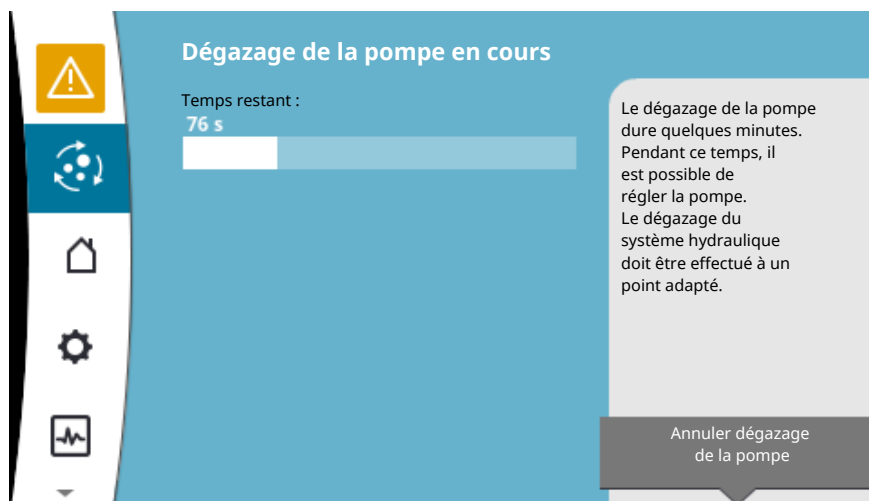 Dégazage de la pompe en cours
Temps restant :
76 s
Le dégazage de la pompe
dure quelques minutes.
Pendant ce temps, il
est possible de
régler la pompe.
Le dégazage du
système hydraulique
doit être effectué à un
point adapté.
Annuler dégazage
de la pompe